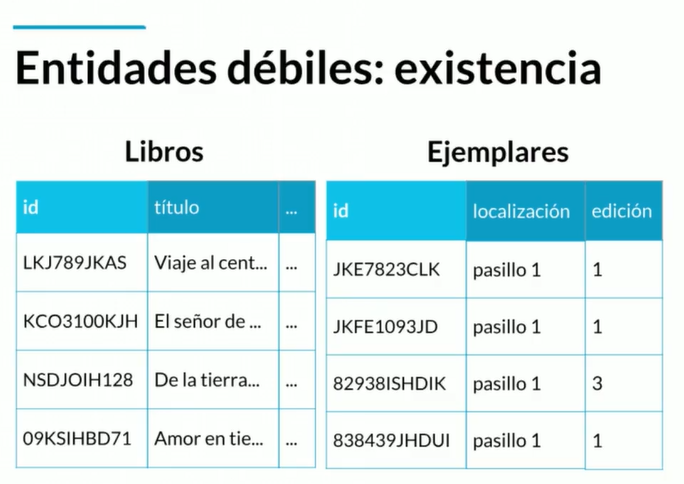 Entidades débiles: existencia
Libros
id título ...
LKJ789JKAS Viaje al cent... ...
KCO3100KJH El señor de ... ...
NSDJOIH128 De la tierra... ...
09KSIHBD71 Amor en tie... ...
Ejemplares
id localización edición
JKE7823CLK pasillo 1 1
JKFE1093JD pasillo 1 1
82938ISHDIK pasillo 1 3
838439JHDUI pasillo 1 1